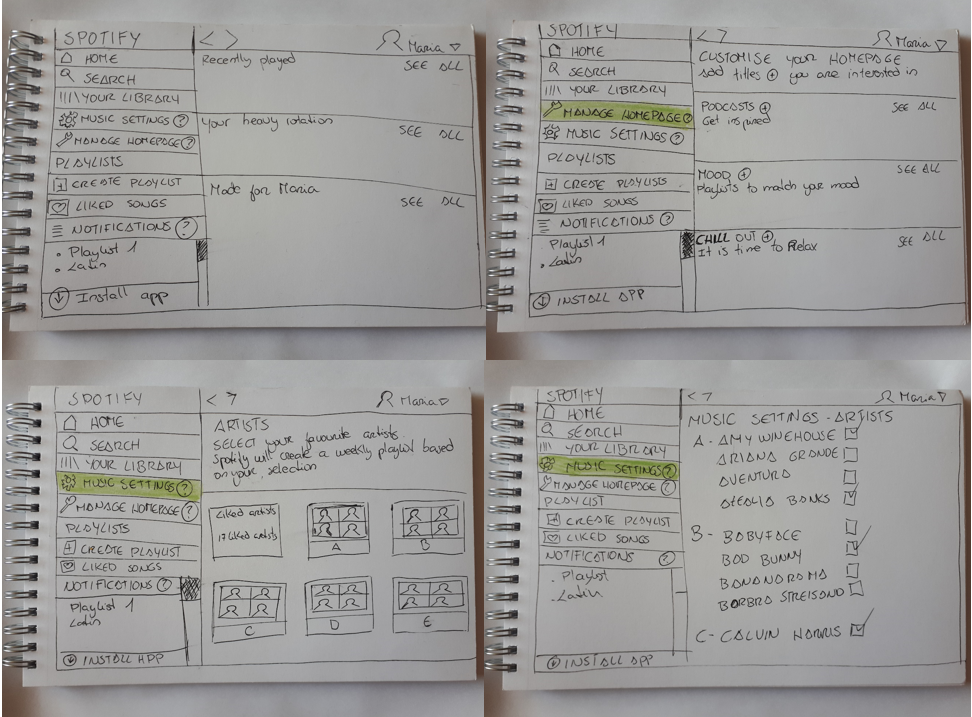 SPOTIFY
< >
Maria
HOME
SEARCH
YOUR LIBRARY
MUSIC SETTINGS ?
MANAGE HOMEPAGE ?
PLAYLISTS
CREATE PLAYLIST
LIKED SONGS
NOTIFICATIONS ?
• Playlist 1
• Latin
Install app
Recently played
SEE ALL
your heavy rotation
SEE ALL
Made for Maria
SEE ALL
SPOTIFY
< >
Maria
HOME
SEARCH
YOUR LIBRARY
MANAGE HOMEPAGE ?
MUSIC SETTINGS ?
PLAYLISTS
CREATE PLAYLISTS
LIKED SONGS
NOTIFICATIONS ?
• Playlist 1
• Latin
INSTALL APP
CUSTOMISE your HOMEPAGE
add titles + you are interested in
PODCASTS +
SEE ALL
Get inspired
MOOD +
SEE ALL
Playlists to match your mood
CHILL OUT +
SEE ALL
It is time to Relax
SPOTIFY
< >
Maria
HOME
SEARCH
YOUR LIBRARY
MUSIC SETTINGS ?
MANAGE HOMEPAGE ?
PLAYLISTS
CREATE PLAYLIST
LIKED SONGS
NOTIFICATIONS ?
Playlist 1
Latin
INSTALL APP
ARTISTS
SELECT your favourite artists.
Spotify will create a weekly playlist based
on your selection
Liked artists
17 Liked artists
A
B
C
D
E
SPOTIFY
< >
Maria
HOME
SEARCH
YOUR LIBRARY
MUSIC SETTINGS ?
MANAGE HOMEPAGE ?
PLAYLIST
CREATE PLAYLIST
LIKED SONGS
NOTIFICATIONS ?
. Playlist
. Latin
INSTALL APP
MUSIC SETTINGS - ARTISTS
A - AMY WINEHOUSE
ARIANA GRANDE
AVENTURA
AZEALIA BANKS
B - BABYFACE
BAD BUNNY
BANANARAMA
BARBRA STREISAND
C - CALVIN HARRIS